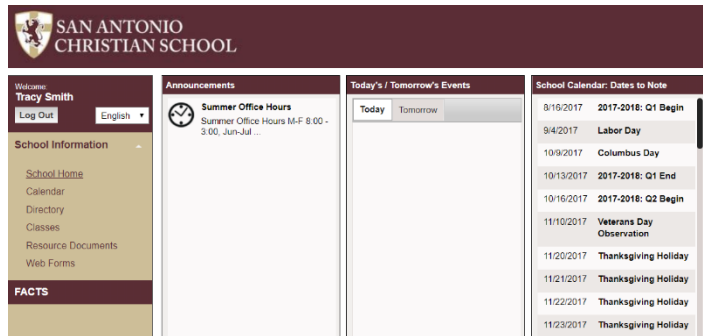 SAN ANTONIO
CHRISTIAN SCHOOL
Welcome:
Tracy Smith
Log Out
English
School Information
School Home
Calendar
Directory
Classes
Resource Documents
Web Forms
FACTS
Announcements
Summer Office Hours
Summer Office Hours M-F 8:00 -
3:00, Jun-Jul ...
Today's / Tomorrow's Events
Today Tomorrow
School Calendar: Dates to Note
8/16/2017 2017-2018: Q1 Begin
9/4/2017 Labor Day
10/9/2017 Columbus Day
10/13/2017 2017-2018: Q1 End
10/16/2017 2017-2018: Q2 Begin
11/10/2017 Veterans Day
Observation
11/20/2017 Thanksgiving Holiday
11/21/2017 Thanksgiving Holiday
11/22/2017 Thanksgiving Holiday
11/23/2017 Thanksgiving Holiday